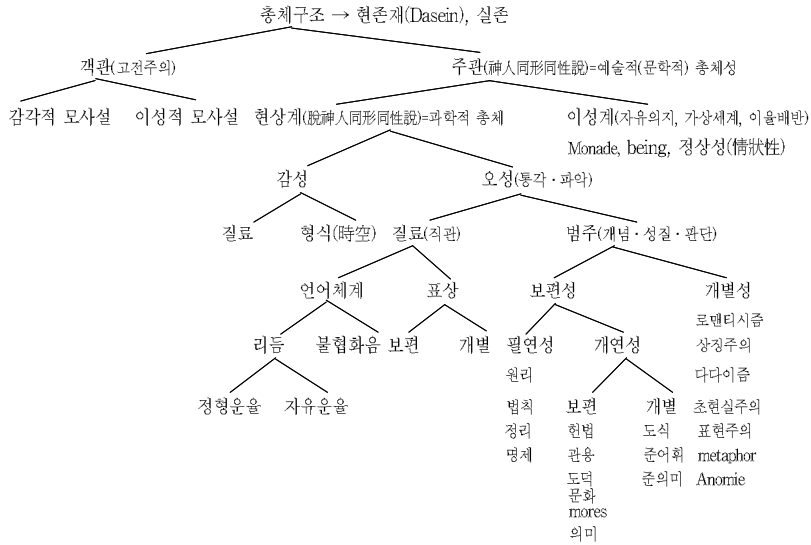 총체구조 → 현존재(Dasein), 실존
객관(고전주의) 주관(神人同形同性說)=예술적(문학적) 총체성
감각적 모사설 이성적 모사설 현상계(脫神人同形同性說)=과학적 총체 이성계(자유의지, 가상세계, 이율배반)
Monade, being, 정상성(情狀性)
감성 오성(통각·파악)
질료 형식(時空) 질료(직관) 범주(개념·성질·판단)
언어체계 표상 보편성 개별성
로맨티시즘
리듬 불협화음 보편 개별 필연성 개연성 상징주의
원리 다다이즘
정형운율 자유운율 법칙 보편 개별 초현실주의
정리 헌법 도식 표현주의
명제 관용 준어휘 metaphor
도덕 준의미 Anomie
문화
mores
의미